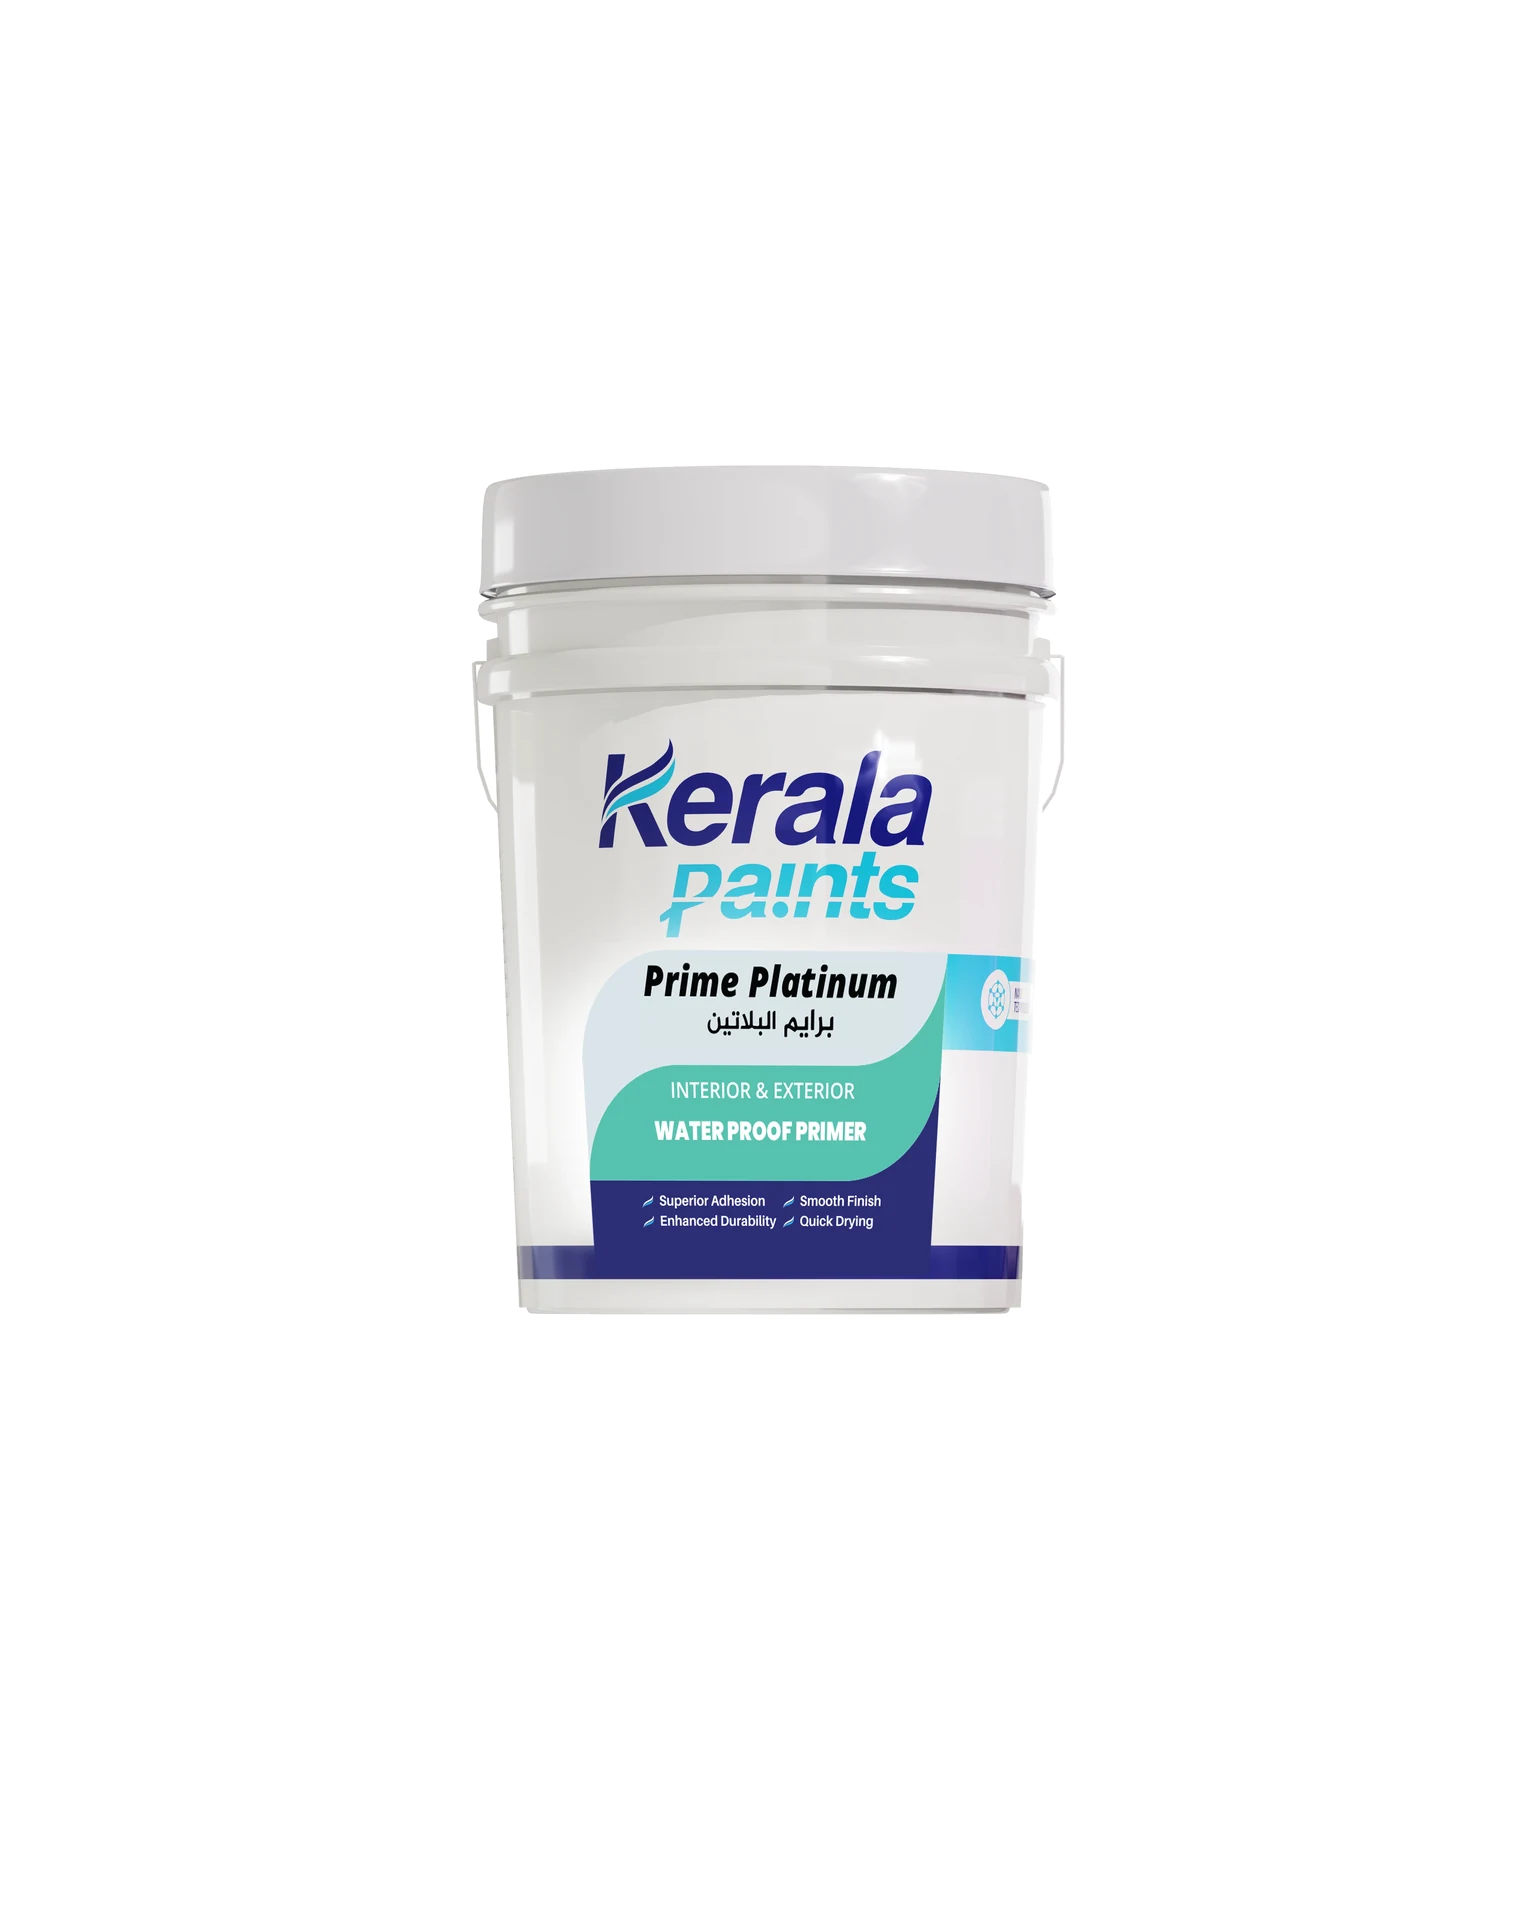 Kerala
Paints
Prime Platinum
برايم البلاتين
INTERIOR & EXTERIOR
WATER PROOF PRIMER
Superior Adhesion Smooth Finish
Enhanced Durability Quick Drying